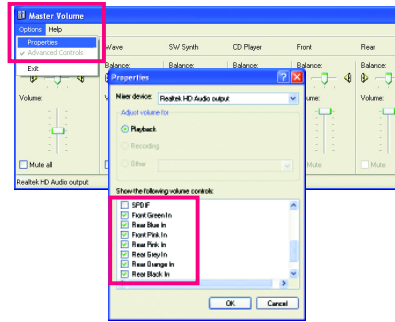 Master Volume
Options Help
Properties
Advanced Controls
Exit
Wave SW Synth CD Player Front Rear
Balance: Balance: Balance: Balance: Balance:
Volume: ume: Volume:
Mute all Mute Mute
Realtek HD Audio output
Properties
Mixer device: Realtek HD Audio output
Adjust volume for
Playback
Recording
Other
Show the following volume controls:
SPDIF
Front Green In
Rear Blue In
Front Pink In
Rear Pink In
Rear Grey In
Rear Orange In
Rear Black In
OK Cancel